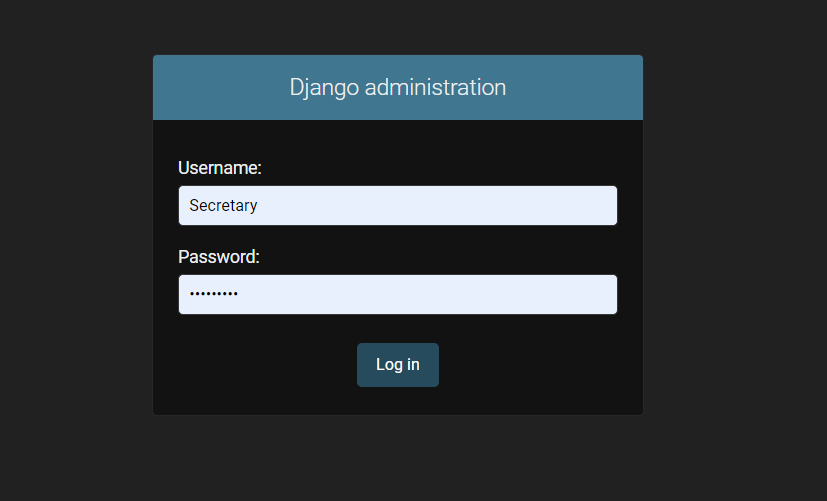 Django administration
Username:
Secretary
Password:
•••••••••
Log in